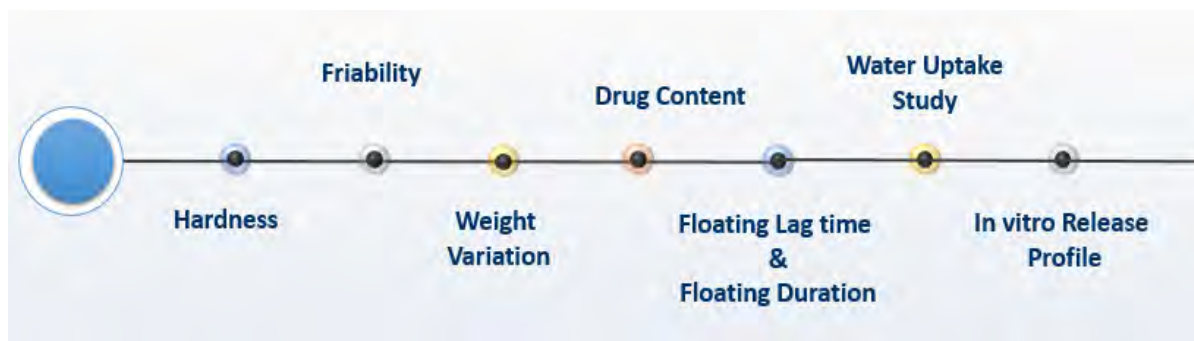 Hardness
Friability
Weight
Variation
Drug Content
Floating Lag time
&
Floating Duration
Water Uptake
Study
In vitro Release
Profile